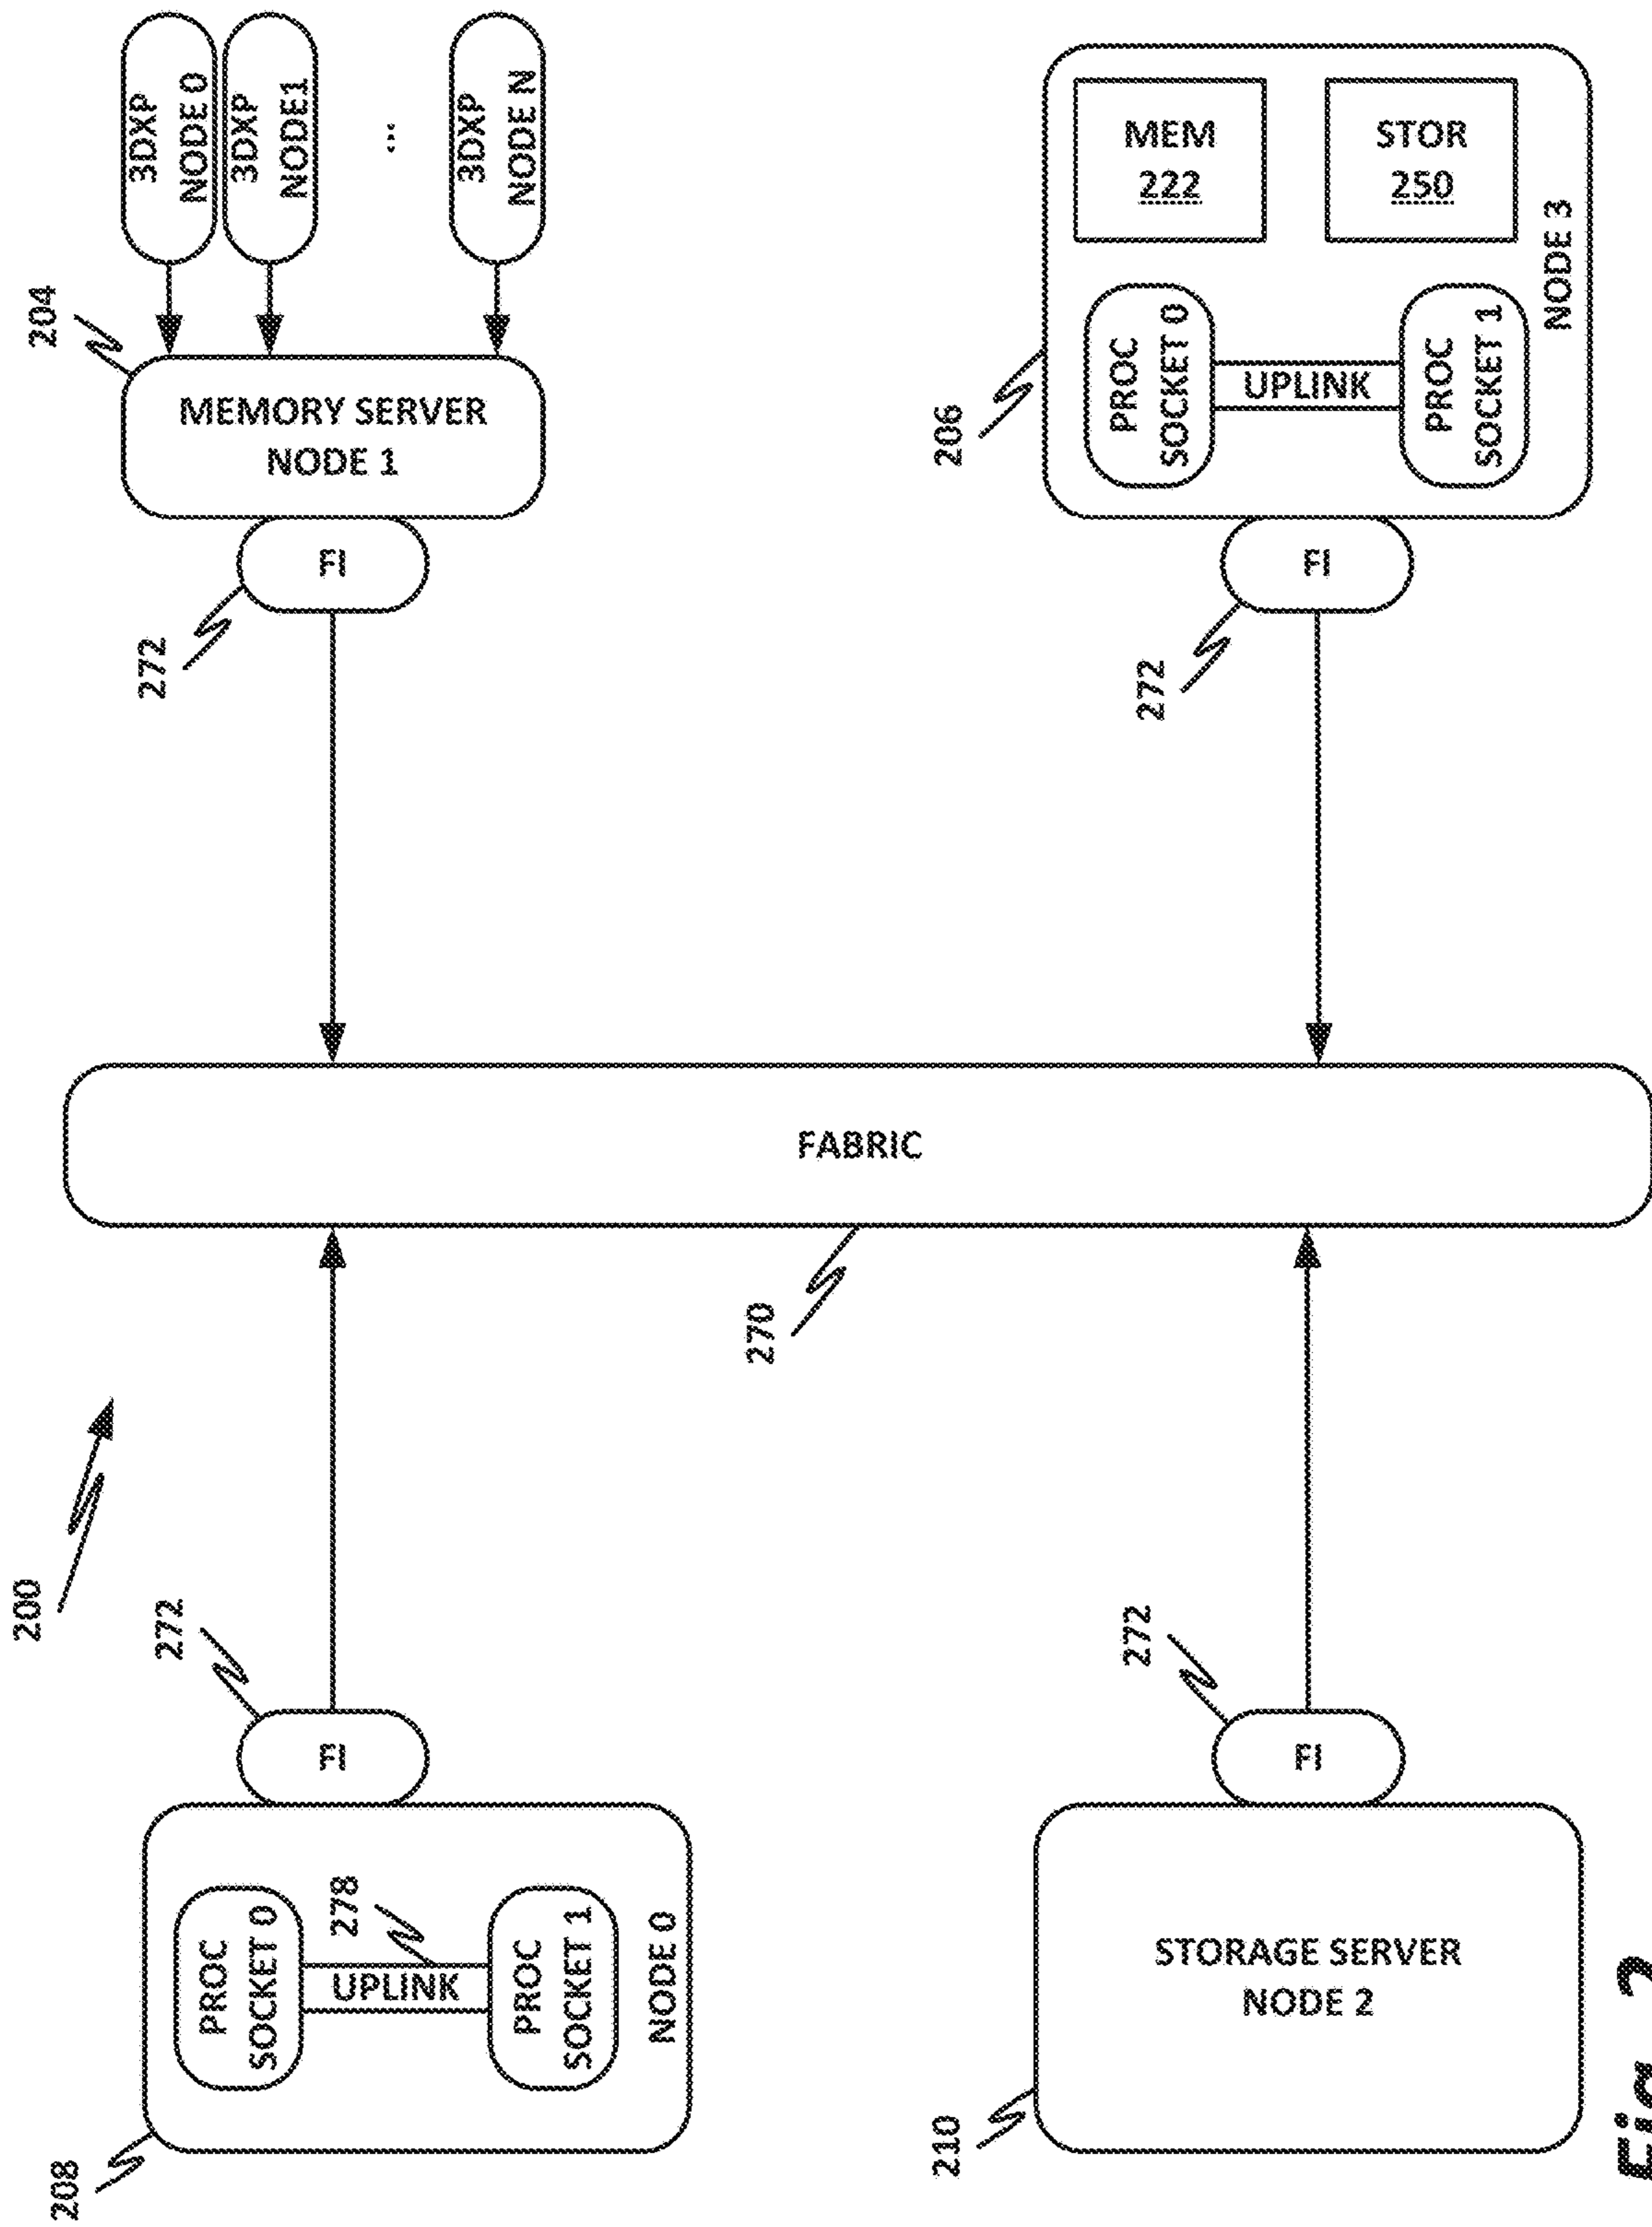 3DXP
NODE 0
3DXP
NODE1
...
3DXP
NODE N
204
MEMORY SERVER
NODE 1
FI
272
206
PROC
SOCKET 0
UPLINK
PROC
SOCKET 1
MEM
222
STOR
250
NODE 3
FI
272
FABRIC
270
200
272
FI
PROC
SOCKET 0
278
UPLINK
PROC
SOCKET 1
NODE 0
208
272
FI
STORAGE SERVER
NODE 2
210
Fig. 2